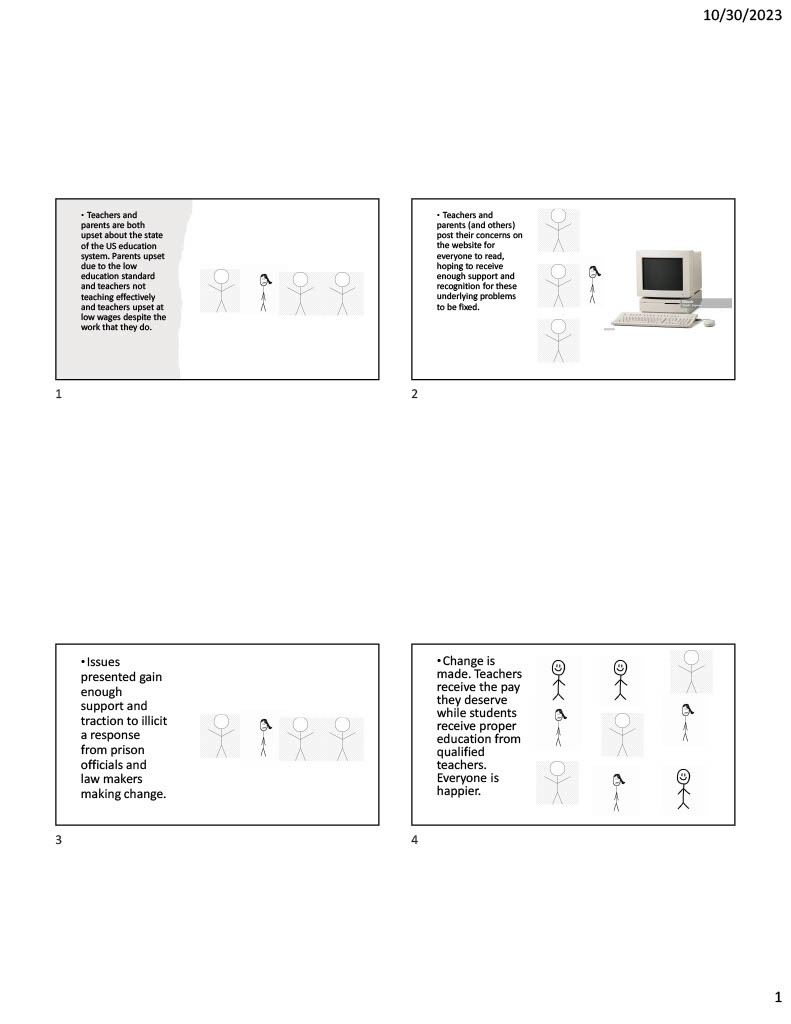 10/30/2023
• Teachers and
parents are both
upset about the state
of the US education
system. Parents upset
due to the low
education standard
and teachers not
teaching effectively
and teachers upset at
low wages despite the
work that they do.
1
• Teachers and
parents (and others)
post their concerns on
the website for
everyone to read,
hoping to receive
enough support and
recognition for these
underlying problems
to be fixed.
2
•Issues
presented gain
enough
support and
traction to illicit
a response
from prison
officials and
law makers
making change.
3
•Change is
made. Teachers
receive the pay
they deserve
while students
receive proper
education from
qualified
teachers.
Everyone is
happier.
4
1